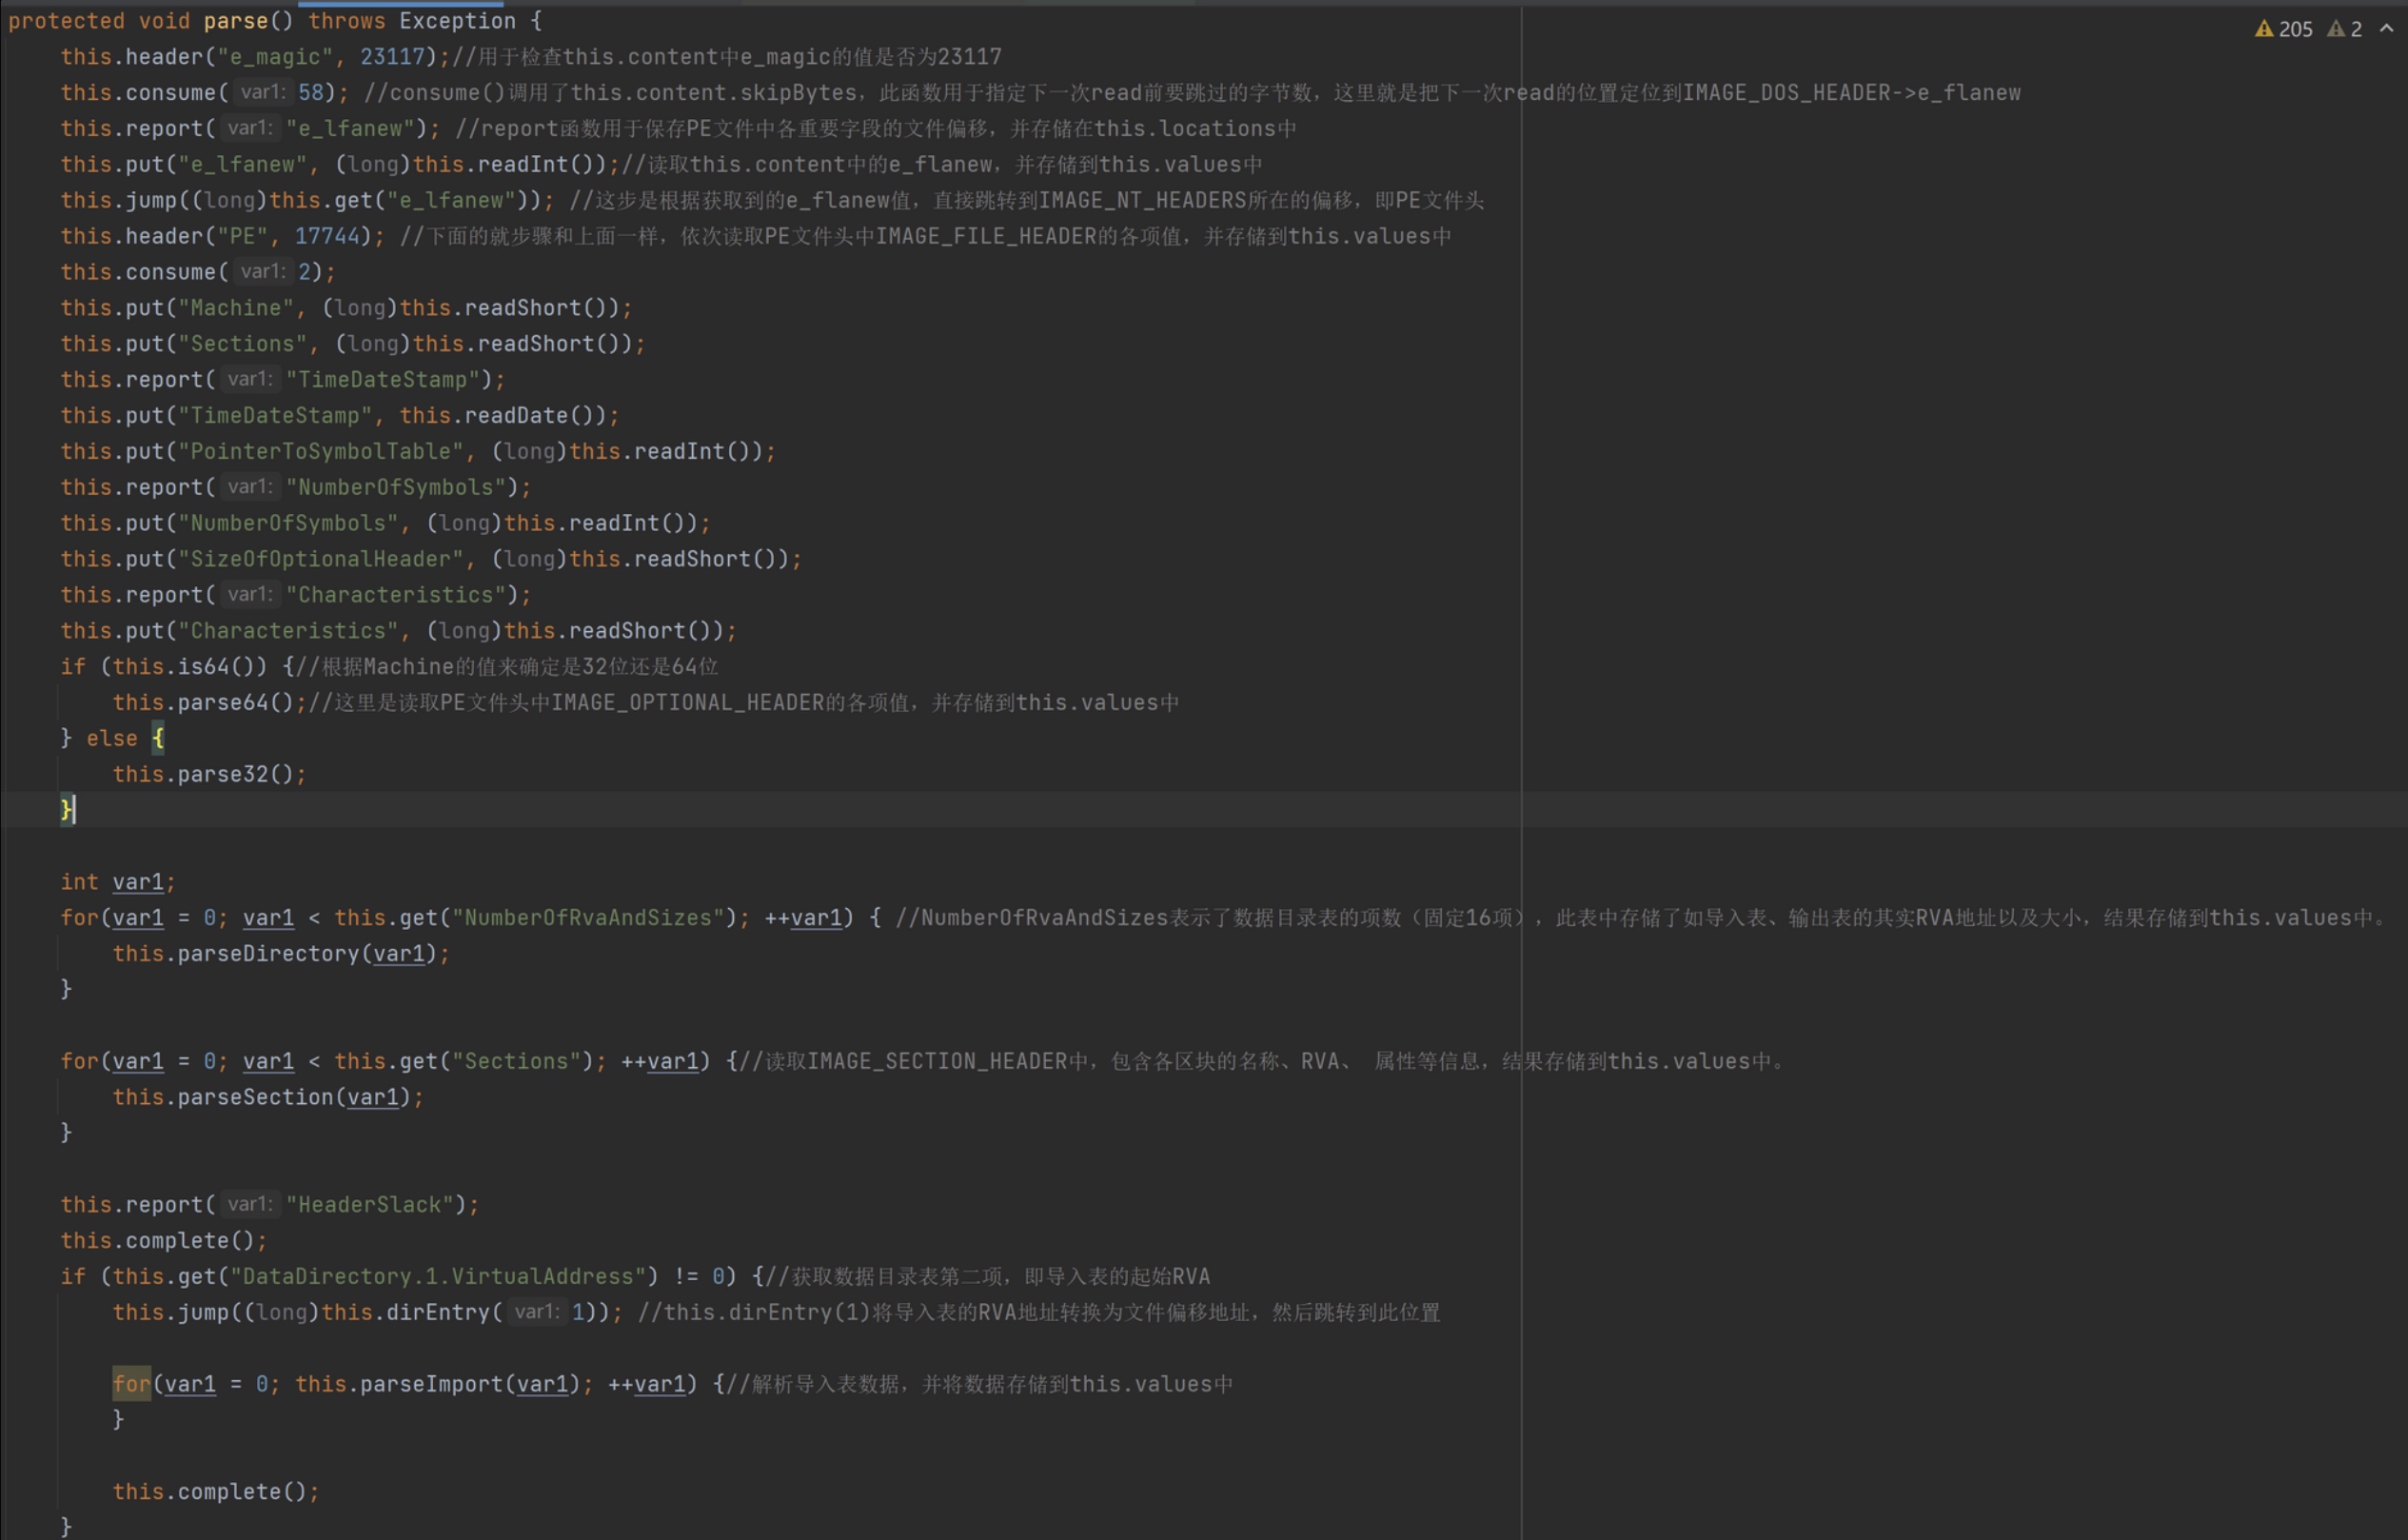 protected void parse() throws Exception {
205 2
this.header("e_magic", 23117);//用于检查this.content中e_magic的值是否为23117
this.consume( var1: 58); //consume()调用了this.content.skipBytes，此函数用于指定下一次read前要跳过的字节数，这里就是把下一次read的位置定位到IMAGE_DOS_HEADER->e_flanew
this.report( var1: "e_lfanew"); //report函数用于保存PE文件中各重要字段的文件偏移，并存储在this.locations中
this.put("e_lfanew", (long)this.readInt());//读取this.content中的e_flanew，并存储到this.values中
this.jump((long)this.get("e_lfanew")); //这步是根据获取到的e_flanew值，直接跳转到IMAGE_NT_HEADERS所在的偏移，即PE文件头
this.header("PE", 17744); //下面的就步骤和上面一样，依次读取PE文件头中IMAGE_FILE_HEADER的各项值，并存储到this.values中
this.consume( var1: 2);
this.put("Machine", (long)this.readShort());
this.put("Sections", (long)this.readShort());
this.report( var1: "TimeDateStamp");
this.put("TimeDateStamp", this.readDate());
this.put("PointerToSymbolTable", (long)this.readInt());
this.report( var1: "NumberOfSymbols");
this.put("NumberOfSymbols", (long)this.readInt());
this.put("SizeOfOptionalHeader", (long)this.readShort());
this.report( var1: "Characteristics");
this.put("Characteristics", (long)this.readShort());
if (this.is64()) {//根据Machine的值来确定是32位还是64位
this.parse64();//这里是读取PE文件头中IMAGE_OPTIONAL_HEADER的各项值，并存储到this.values中
} else {
this.parse32();
}
int var1;
for(var1 = 0; var1 < this.get("NumberOfRvaAndSizes"); ++var1) { //NumberOfRvaAndSizes表示了数据目录表的项数（固定16项），此表中存储了如导入表、输出表的其实RVA地址以及大小，结果存储到this.values中。
this.parseDirectory(var1);
}
for(var1 = 0; var1 < this.get("Sections"); ++var1) {//读取IMAGE_SECTION_HEADER中，包含各区块的名称、RVA、 属性等信息，结果存储到this.values中。
this.parseSection(var1);
}
this.report( var1: "HeaderSlack");
this.complete();
if (this.get("DataDirectory.1.VirtualAddress") != 0) {//获取数据目录表第二项，即导入表的起始RVA
this.jump((long)this.dirEntry( var1: 1)); //this.dirEntry(1)将导入表的RVA地址转换为文件偏移地址，然后跳转到此位置
for(var1 = 0; this.parseImport(var1); ++var1) {//解析导入表数据，并将数据存储到this.values中
}
this.complete();
}